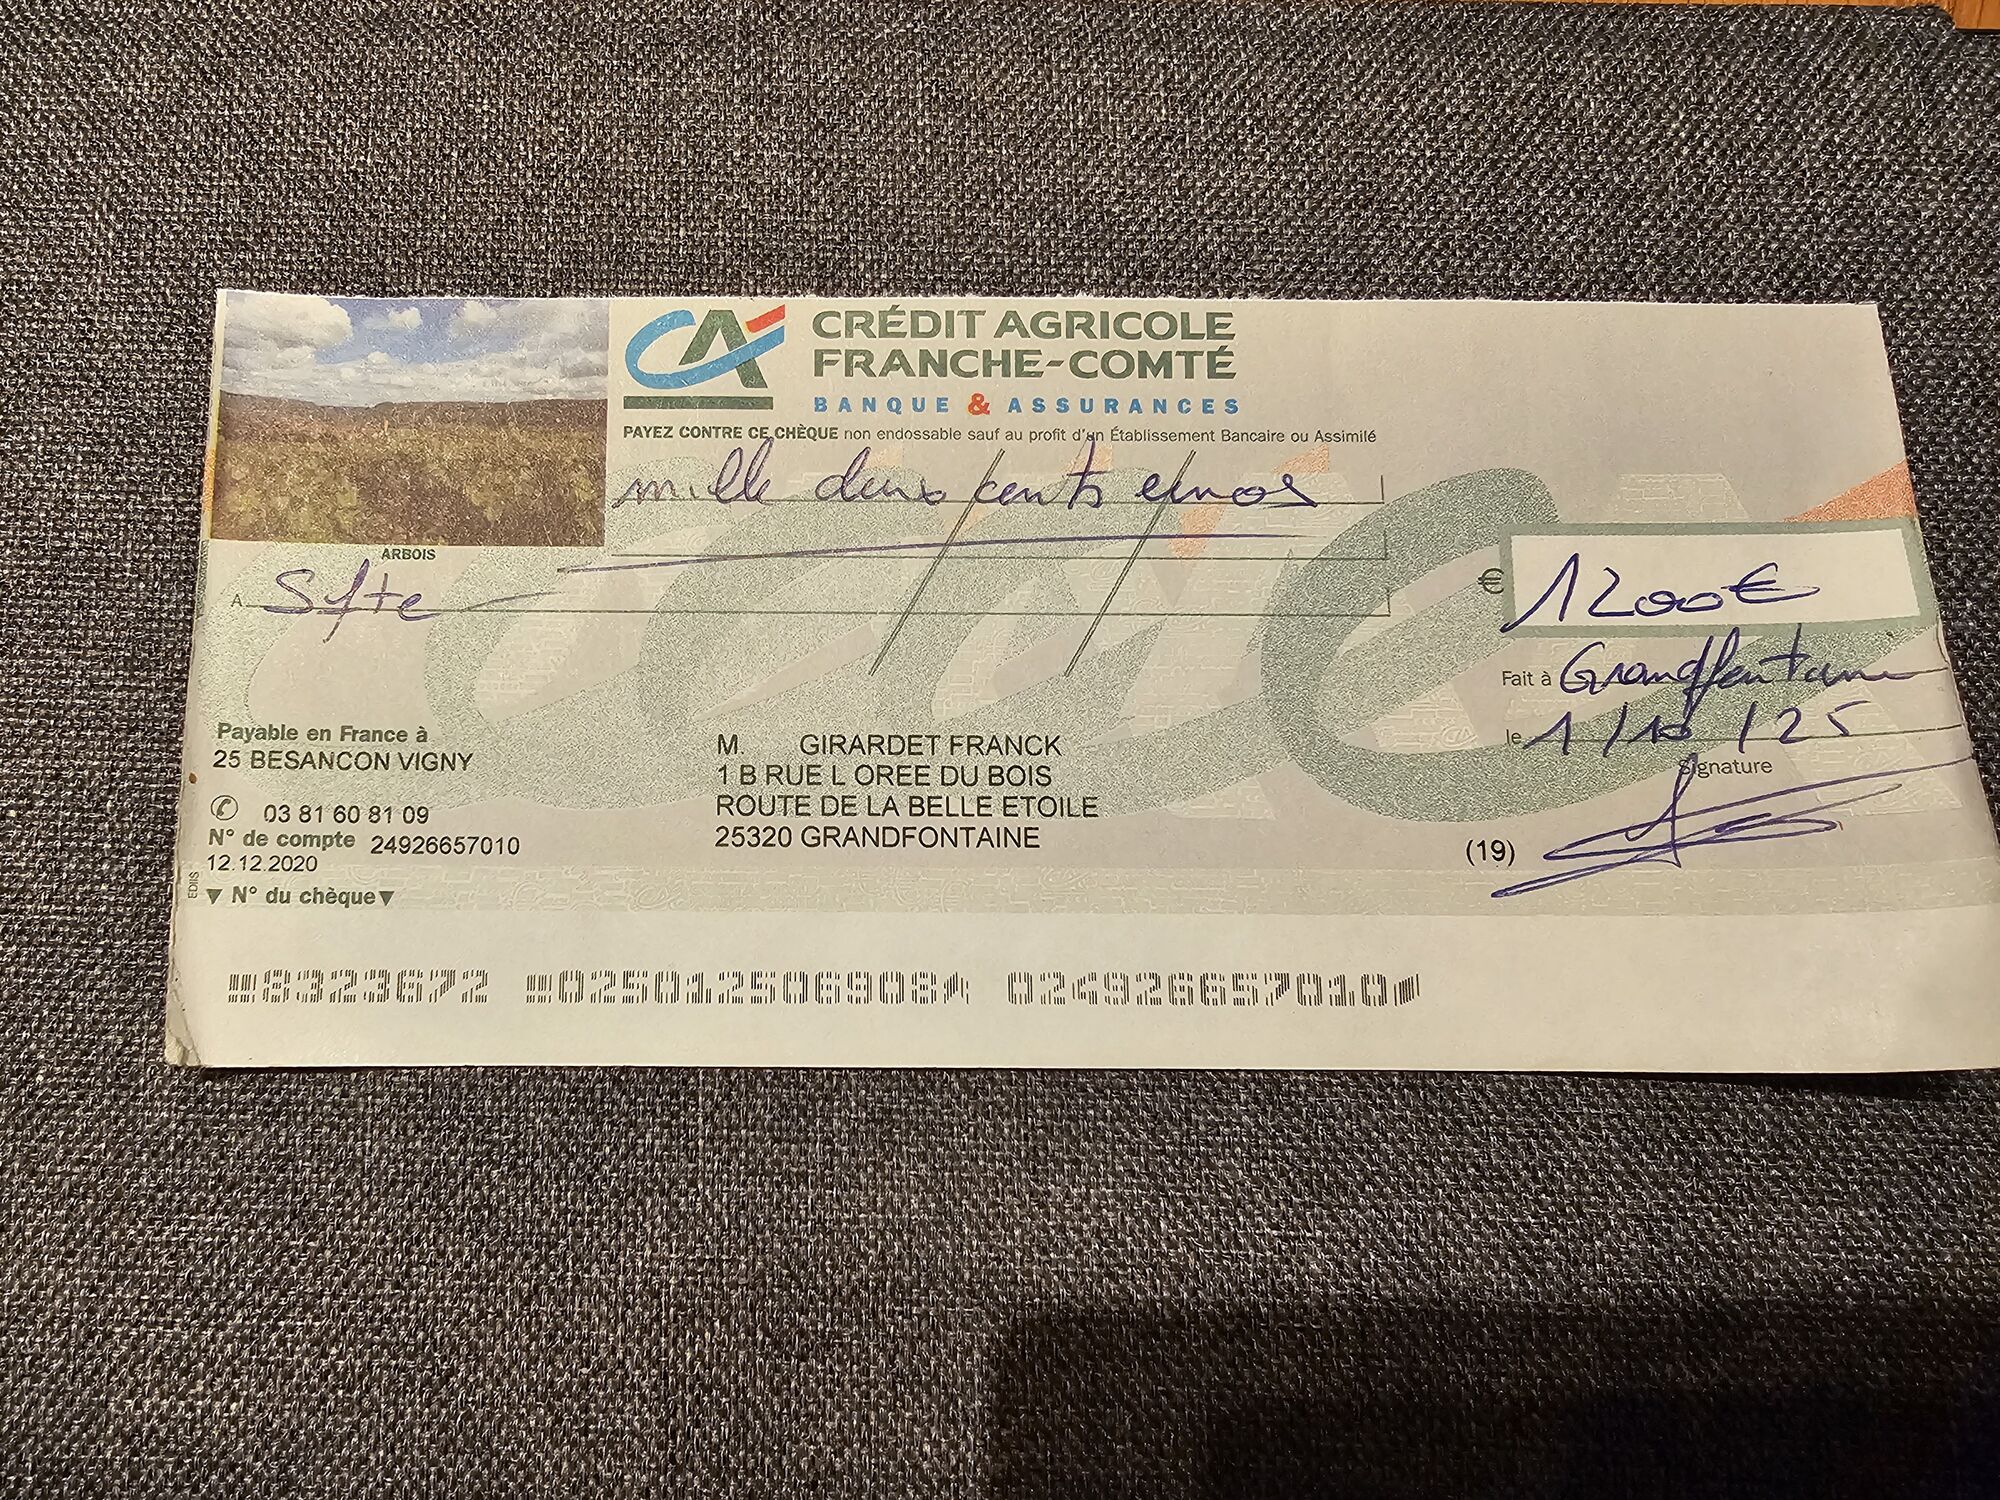 CRÉDIT AGRICOLE
FRANCHE-COMTÉ
BANQUE & ASSURANCES
PAYEZ CONTRE CE CHÈQUE non endossable sauf au profit d'un Établissement Bancaire ou Assimilé
mille deux cents euros
ARBOIS
A
€ 1200€
Fait à Grandfontaine
le 1/10/25
Signature
Payable en France à
25 BESANCON VIGNY
03 81 60 81 09
N° de compte 24926657010
12.12.2020
EDIIS
▼ N° du chèque ▼
M. GIRARDET FRANCK
1 B RUE L OREE DU BOIS
ROUTE DE LA BELLE ETOILE
25320 GRANDFONTAINE
(19)
8323672 025012506908 024926657010